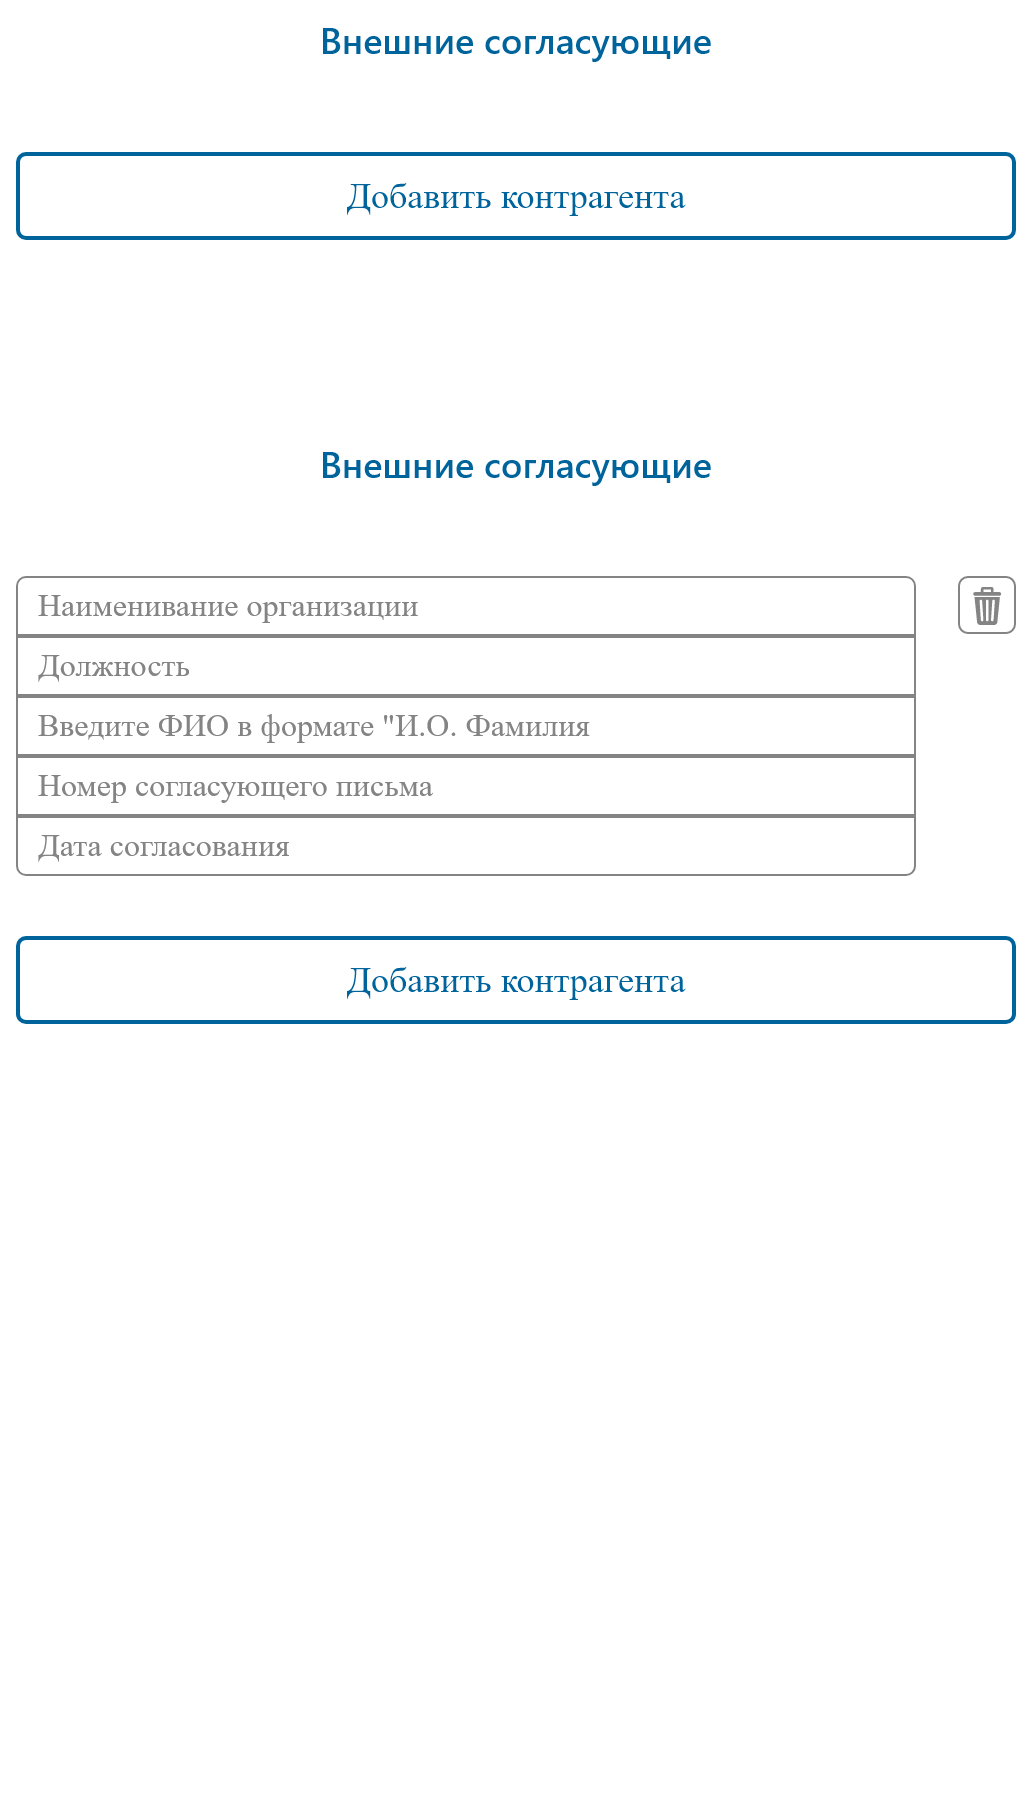 Внешние согласующие
Добавить контрагента
Внешние согласующие
Наименивание организации
Должность
Введите ФИО в формате "И.О. Фамилия
Номер согласующего письма
Дата согласования
Добавить контрагента